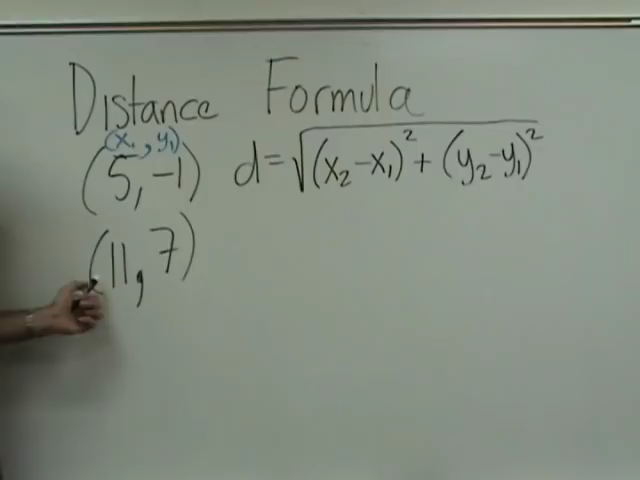 Distance Formula
(x₁, y₁)
(5, -1) d = √(x₂-x₁)² + (y₂-y₁)²
(11, 7)